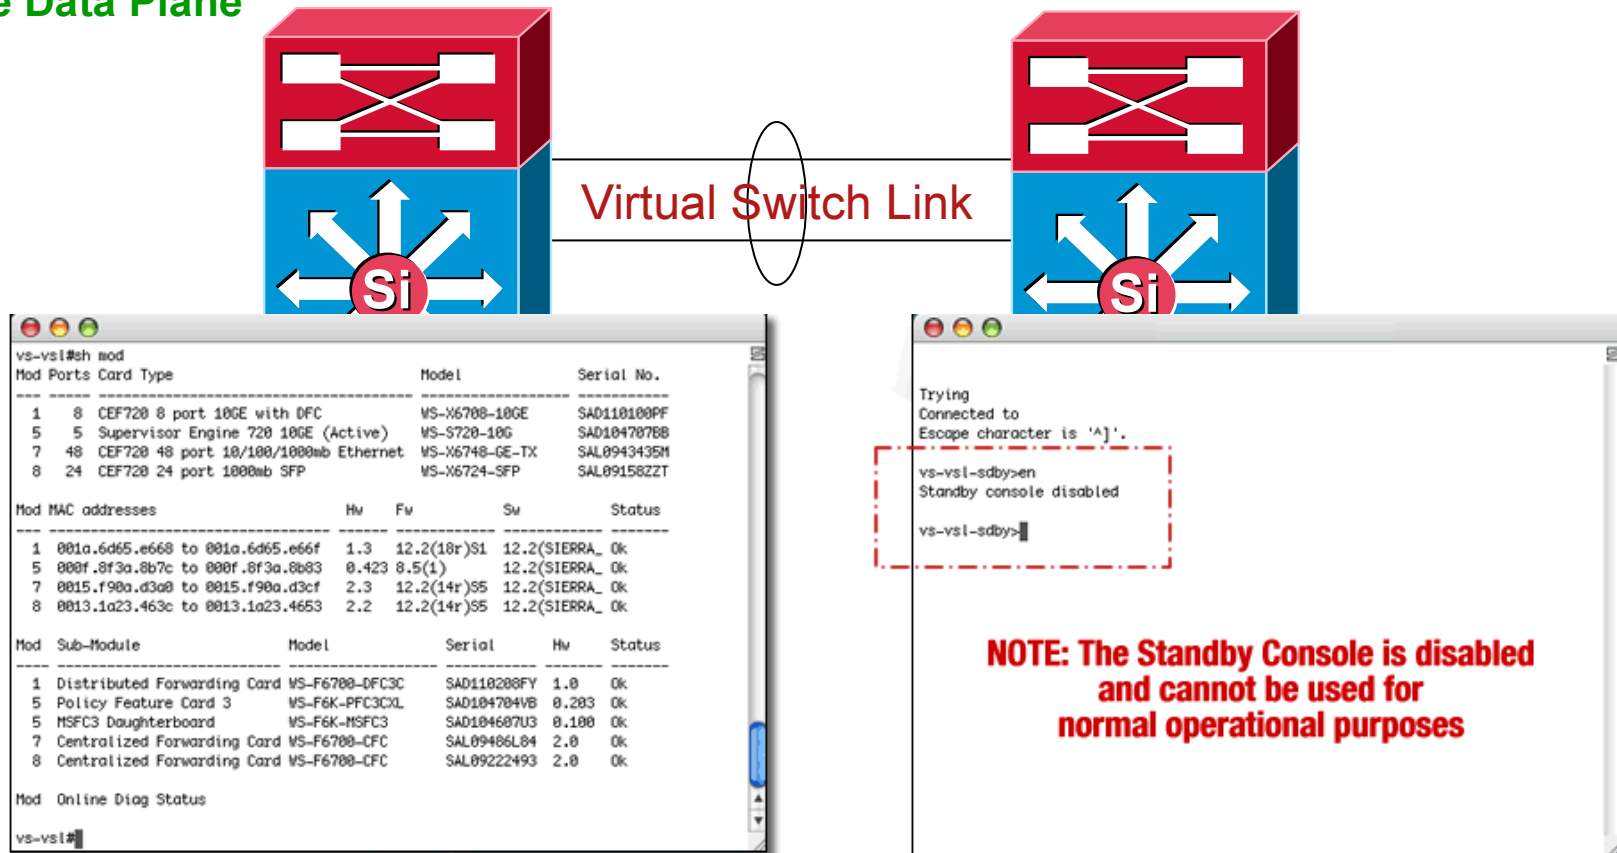 e Data Plane
Virtual Switch Link
Si
Si
vs-vsl#sh mod
Mod Ports Card Type Model Serial No.
--- ----- -------------------------------------- ------------------ -----------
1 8 CEF720 8 port 10GE with DFC WS-X6708-10GE SAD110100PF
5 5 Supervisor Engine 720 10GE (Active) VS-S720-10G SAD104707BB
7 48 CEF720 48 port 10/100/1000mb Ethernet WS-X6748-GE-TX SAL0943435M
8 24 CEF720 24 port 1000mb SFP WS-X6724-SFP SAL09158ZZT
Mod MAC addresses Hw Fw Sw Status
--- ---------------------------------- ------ ------------ ------------ -------
1 001a.6d65.e668 to 001a.6d65.e66f 1.3 12.2(18r)S1 12.2(SIERRA_ Ok
5 000f.8f3a.8b7c to 000f.8f3a.8b83 0.423 8.5(1) 12.2(SIERRA_ Ok
7 0015.f90a.d3a0 to 0015.f90a.d3cf 2.3 12.2(14r)S5 12.2(SIERRA_ Ok
8 0013.1a23.463c to 0013.1a23.4653 2.2 12.2(14r)S5 12.2(SIERRA_ Ok
Mod Sub-Module Model Serial Hw Status
---- --------------------------- ------------------ ----------- ------- -------
1 Distributed Forwarding Card WS-F6700-DFC3C SAD110208FY 1.0 Ok
5 Policy Feature Card 3 VS-F6K-PFC3CXL SAD104704VB 0.203 Ok
5 MSFC3 Daughterboard VS-F6K-MSFC3 SAD104607U3 0.100 Ok
7 Centralized Forwarding Card WS-F6700-CFC SAL09486L84 2.0 Ok
8 Centralized Forwarding Card WS-F6700-CFC SAL09222493 2.0 Ok
Mod Online Diag Status
vs-vsl#
Trying
Connected to
Escape character is '^]'.
vs-vsl-sdby>en
Standby console disabled
vs-vsl-sdby>
NOTE: The Standby Console is disabled
and cannot be used for
normal operational purposes